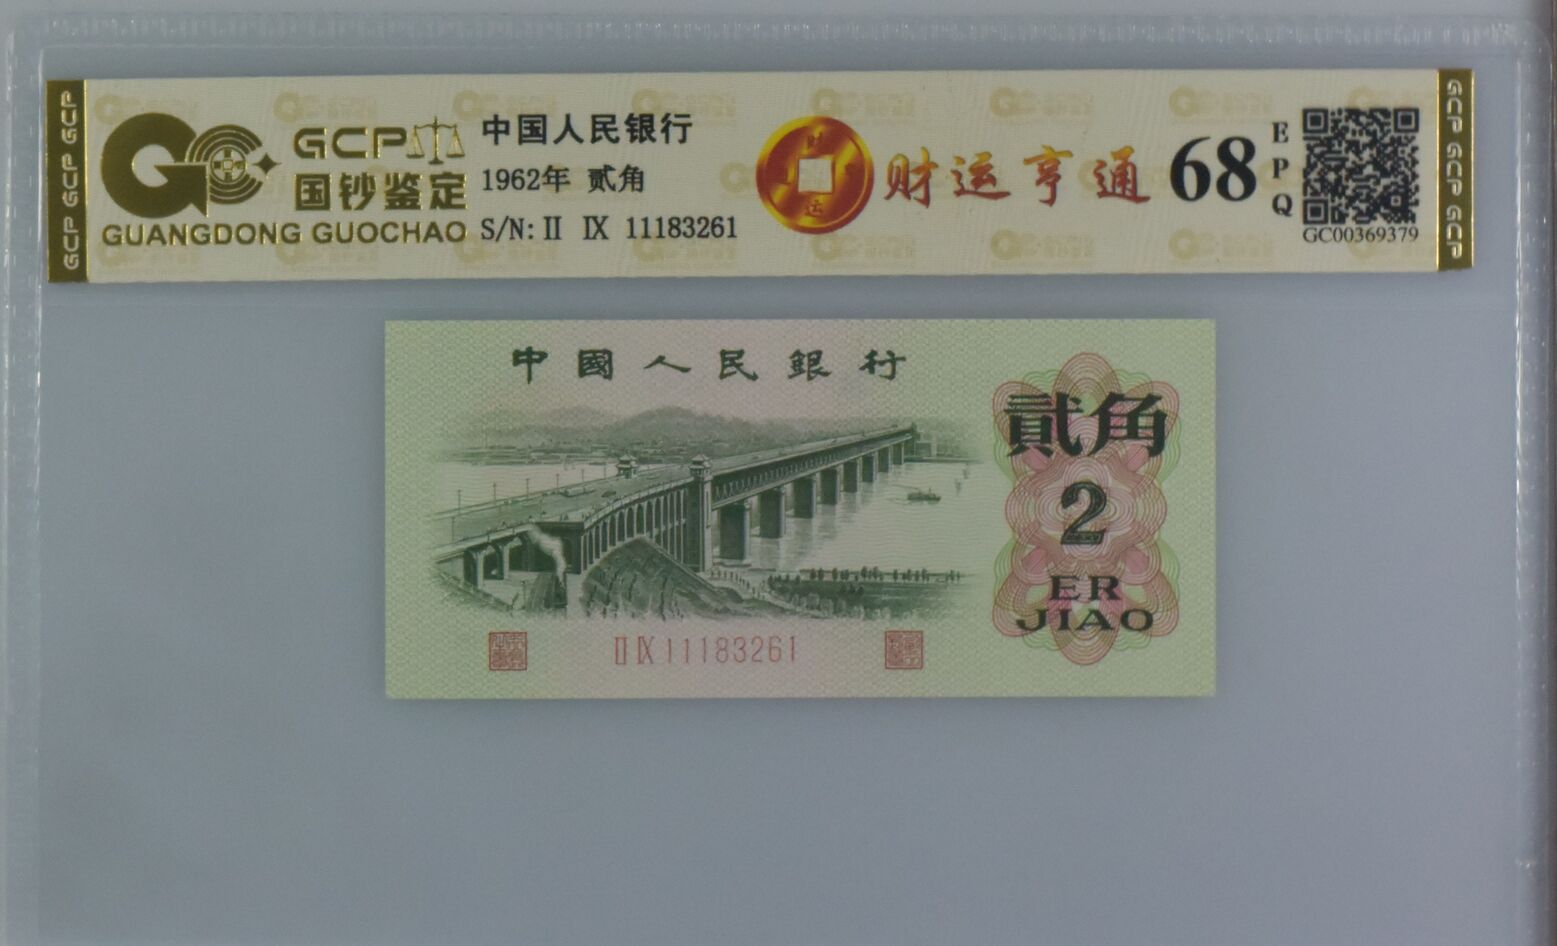 GCP GCP GCP
GCP
国钞鉴定
GUANGDONG GUOCHAO
中国人民银行
1962年 贰角
S/N: II IX 11183261
财
运
财运亨通
68
EPQ
GC00369379
GCP GCP GCP
中國人民銀行
貳角
2
ER
JIAO
II IX 11183261